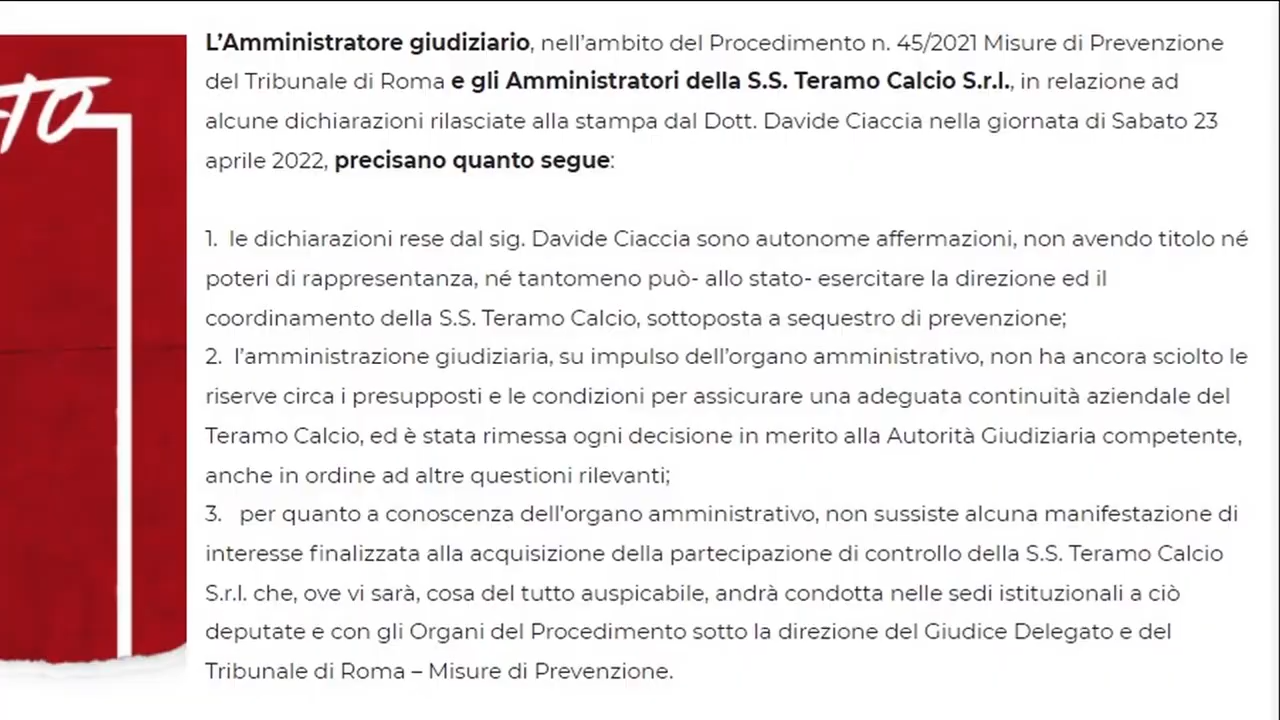 TO
L'Amministratore giudiziario, nell'ambito del Procedimento n. 45/2021 Misure di Prevenzione
del Tribunale di Roma e gli Amministratori della S.S. Teramo Calcio S.r.l., in relazione ad
alcune dichiarazioni rilasciate alla stampa dal Dott. Davide Ciaccia nella giornata di Sabato 23
aprile 2022, precisano quanto segue:
1. le dichiarazioni rese dal sig. Davide Ciaccia sono autonome affermazioni, non avendo titolo né
poteri di rappresentanza, né tantomeno può- allo stato- esercitare la direzione ed il
coordinamento della S.S. Teramo Calcio, sottoposta a sequestro di prevenzione;
2. l'amministrazione giudiziaria, su impulso dell'organo amministrativo, non ha ancora sciolto le
riserve circa i presupposti e le condizioni per assicurare una adeguata continuità aziendale del
Teramo Calcio, ed è stata rimessa ogni decisione in merito alla Autorità Giudiziaria competente,
anche in ordine ad altre questioni rilevanti;
3. per quanto a conoscenza dell'organo amministrativo, non sussiste alcuna manifestazione di
interesse finalizzata alla acquisizione della partecipazione di controllo della S.S. Teramo Calcio
S.r.l. che, ove vi sarà, cosa del tutto auspicabile, andrà condotta nelle sedi istituzionali a ciò
deputate e con gli Organi del Procedimento sotto la direzione del Giudice Delegato e del
Tribunale di Roma – Misure di Prevenzione.